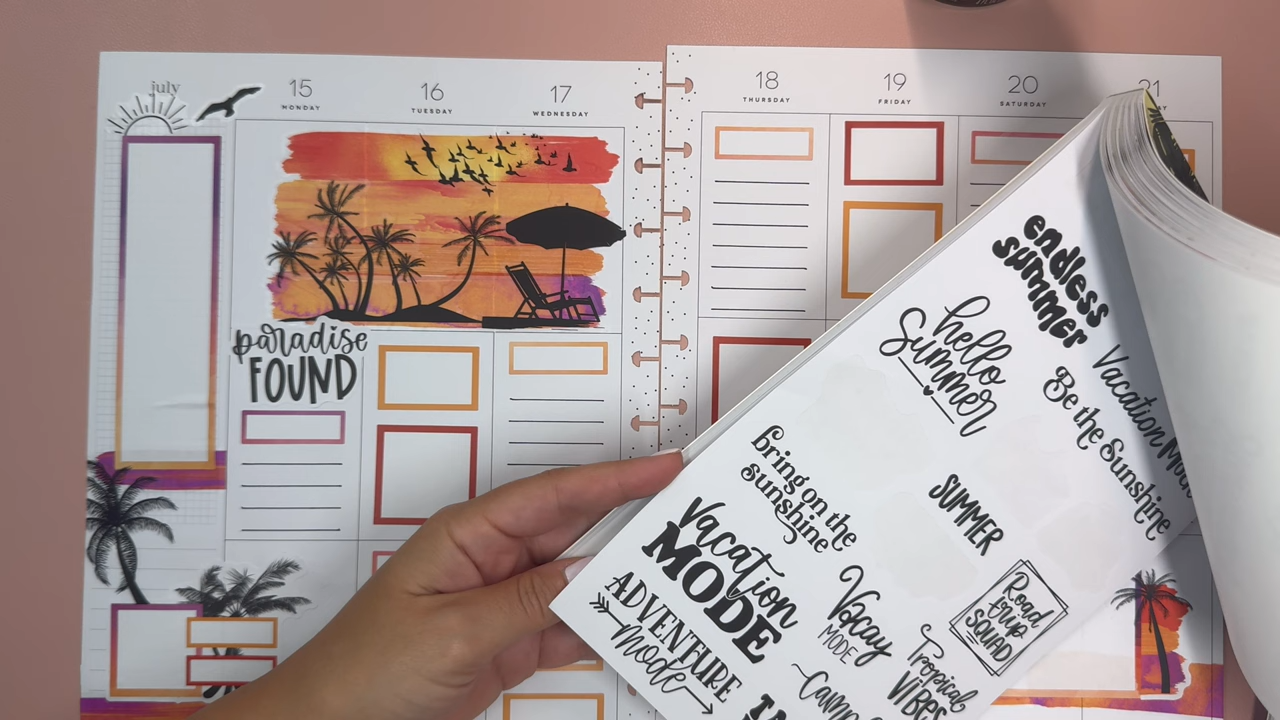 july
15
MONDAY
16
TUESDAY
17
WEDNESDAY
18
THURSDAY
19
FRIDAY
20
SATURDAY
21
paradise
FOUND
endless
summer
hello
Summer
Vacation
Be the Sunshine
bring on the
sunshine
SUMMER
Vacation
MODE
Vacay
MODE
Road
trip
SQUAD
ADVENTURE
Mode
Tropical
VIBES